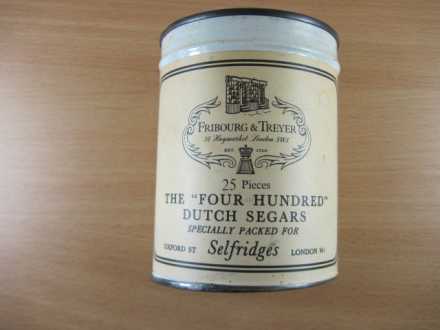 FRIBOURG & TREYER
34 Haymarket London SW1
EST. 1720
25 Pieces
THE "FOUR HUNDRED"
DUTCH SEGARS
SPECIALLY PACKED FOR
OXFORD ST Selfridges LONDON W1